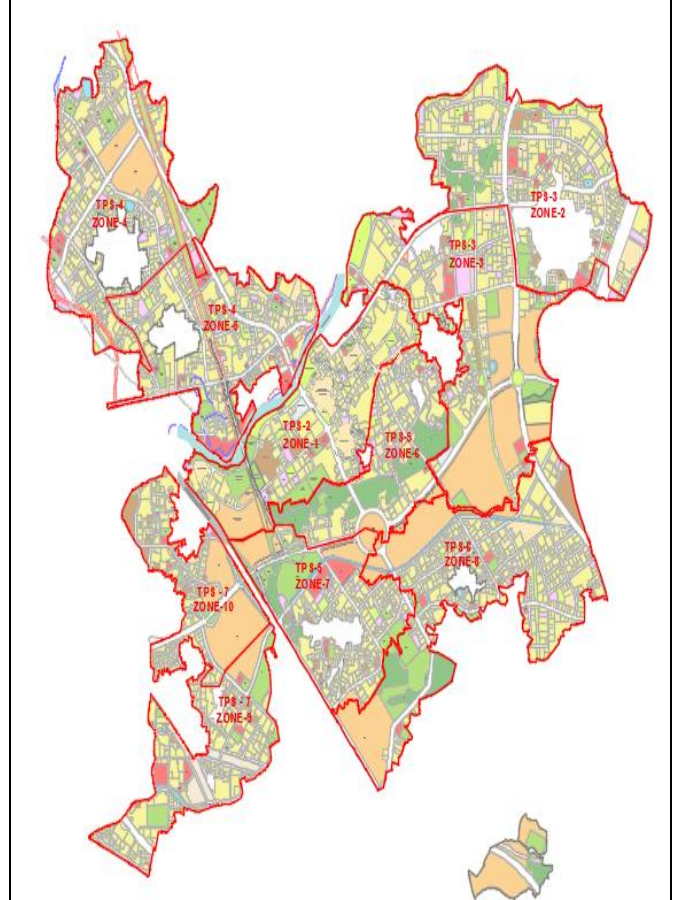 TPS-4
ZONE-4
TPS-3
ZONE-2
TPS-3
ZONE-3
TPS-4
ZONE-5
TPS-2
ZONE-1
TPS-5
ZONE-6
TPS-6
ZONE-8
TPS-5
ZONE-7
TPS - 7
ZONE-10
TPS - 7
ZONE-9